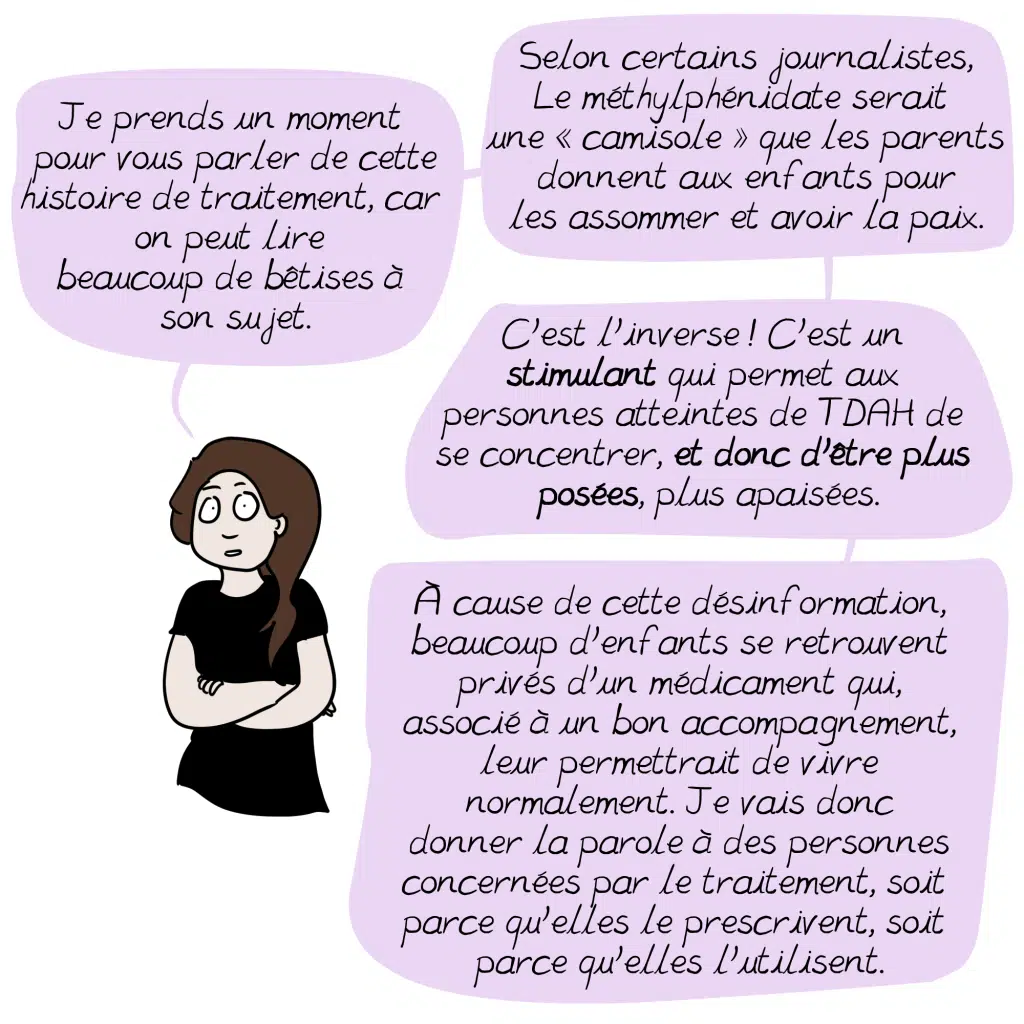 Je prends un moment
pour vous parler de cette
histoire de traitement, car
on peut lire
beaucoup de bêtises à
son sujet.
Selon certains journalistes,
Le méthylphénidate serait
une « camisole » que les parents
donnent aux enfants pour
les assommer et avoir la paix.
C'est l'inverse ! C'est un
stimulant qui permet aux
personnes atteintes de TDAH de
se concentrer, et donc d'être plus
posées, plus apaisées.
À cause de cette désinformation,
beaucoup d'enfants se retrouvent
privés d'un médicament qui,
associé à un bon accompagnement,
leur permettrait de vivre
normalement. Je vais donc
donner la parole à des personnes
concernées par le traitement, soit
parce qu'elles le prescrivent, soit
parce qu'elles l'utilisent.